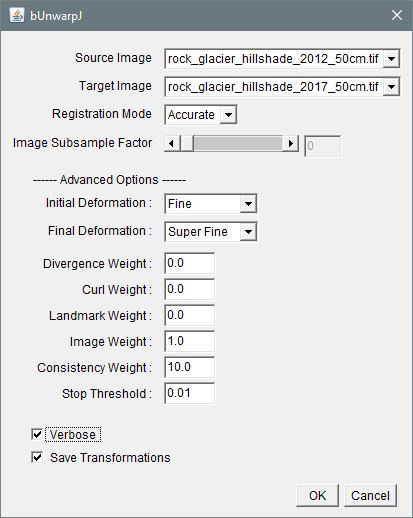 bUnwarpJ
Source Image rock_glacier_hillshade_2012_50cm.tif
Target Image rock_glacier_hillshade_2017_50cm.tif
Registration Mode Accurate
Image Subsample Factor 0
------ Advanced Options ------
Initial Deformation : Fine
Final Deformation : Super Fine
Divergence Weight : 0.0
Curl Weight : 0.0
Landmark Weight : 0.0
Image Weight : 1.0
Consistency Weight : 10.0
Stop Threshold : 0.01
Verbose
Save Transformations
OK Cancel